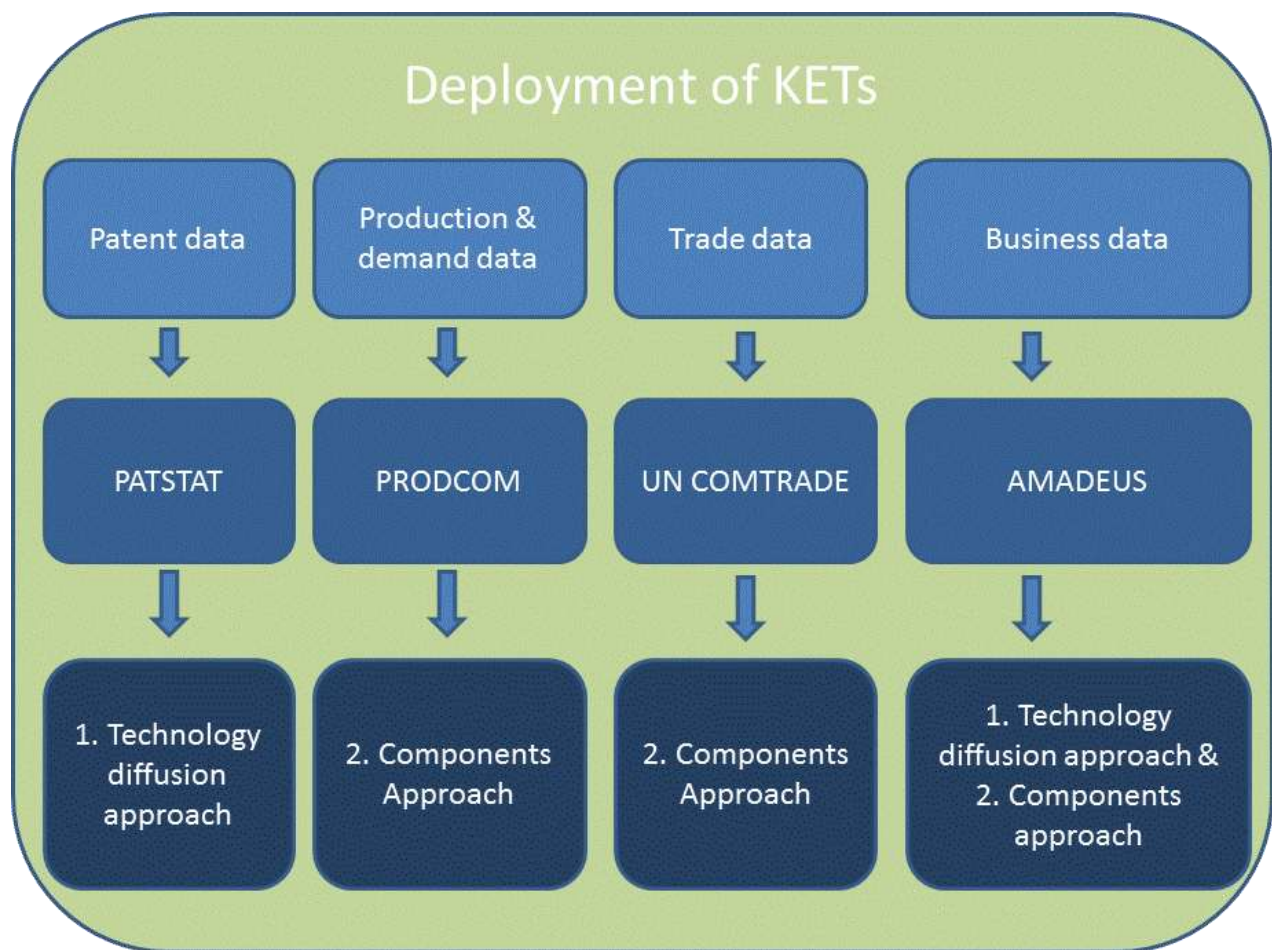 Deployment of KETs
Patent data
Production &
demand data
Trade data
Business data
PATSTAT
PRODCOM
UN COMTRADE
AMADEUS
1. Technology
diffusion
approach
2. Components
Approach
2. Components
Approach
1. Technology
diffusion approach &
2. Components
approach